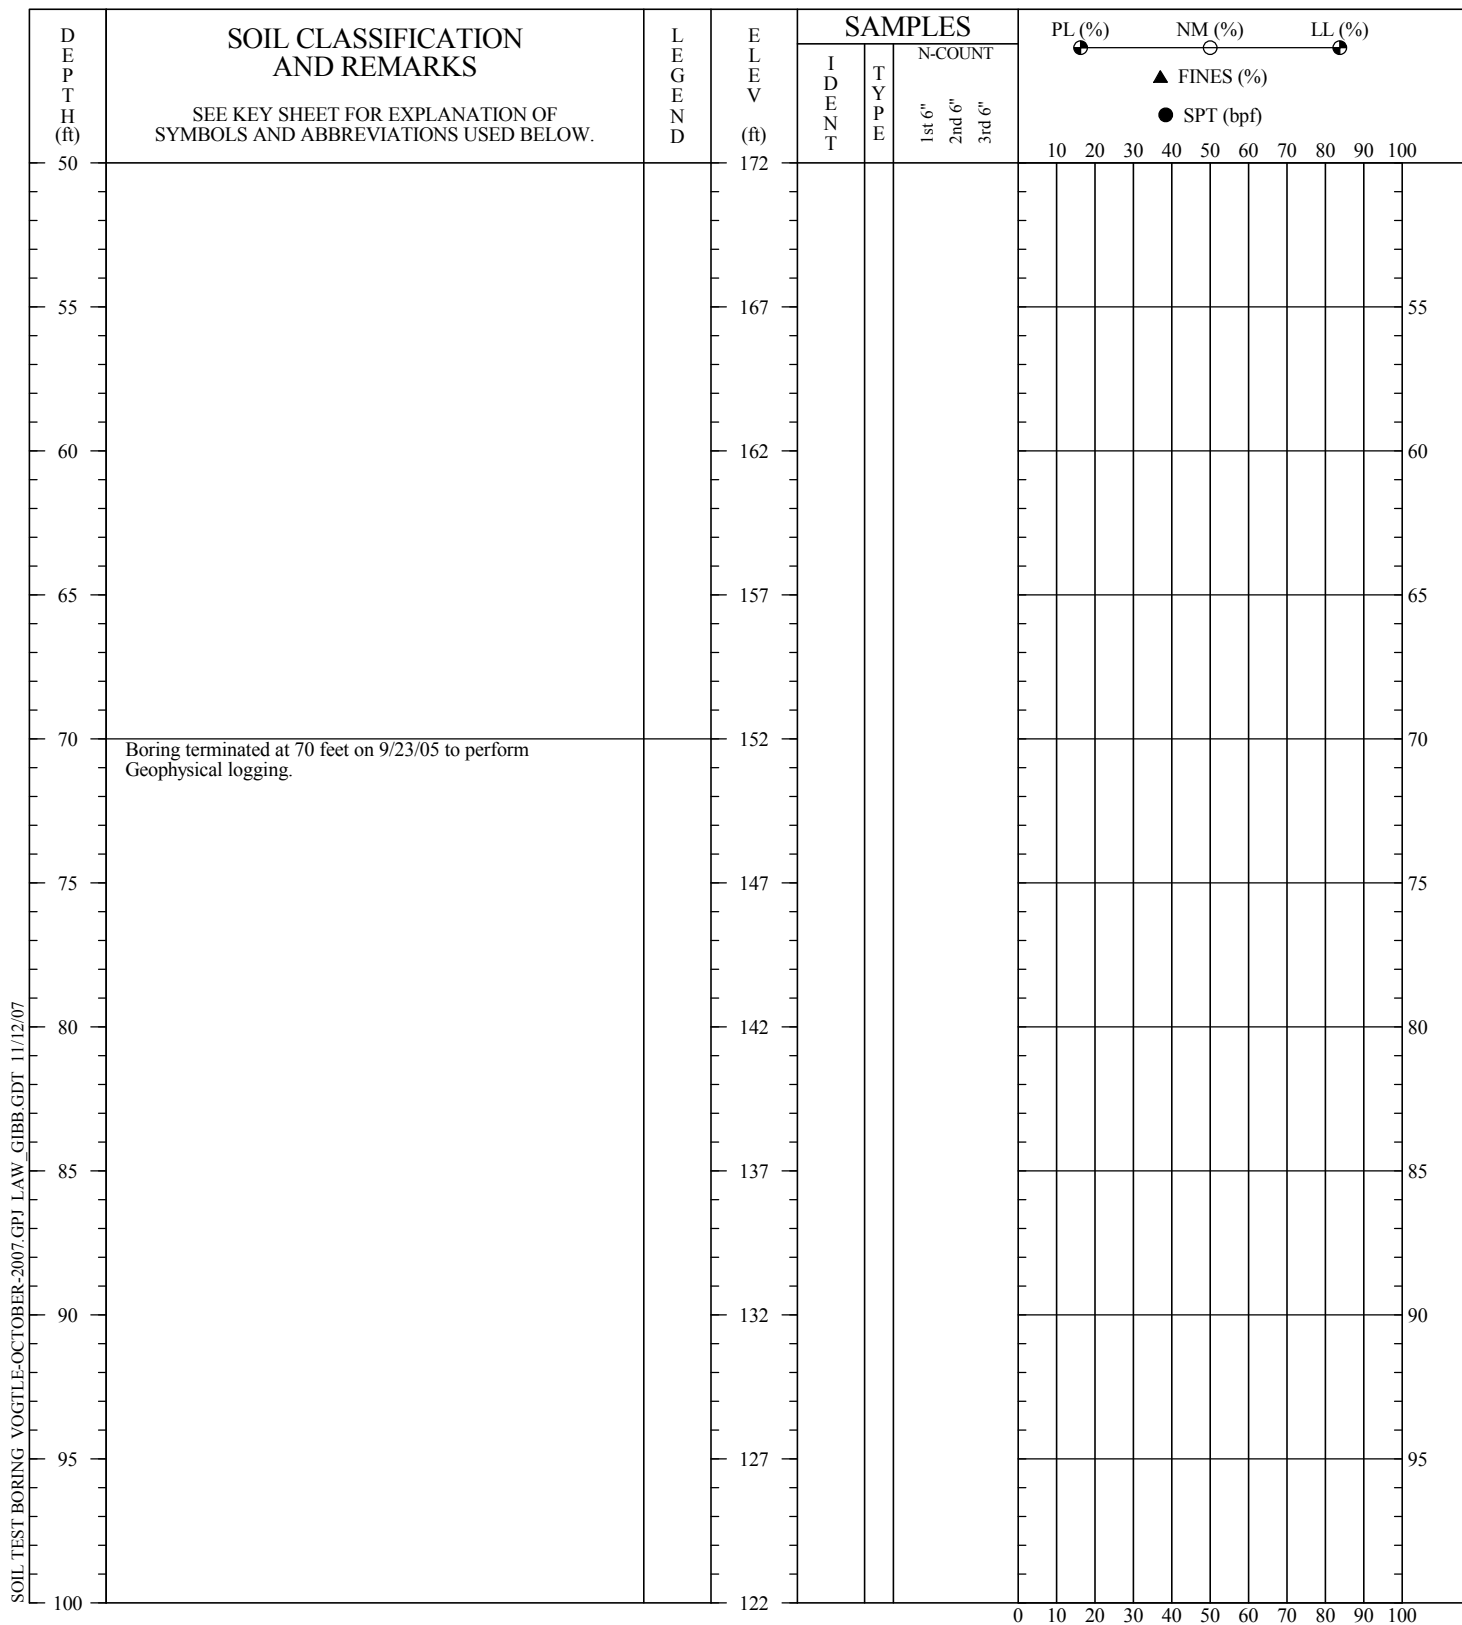 DEPTH
(ft)
SOIL CLASSIFICATION
AND REMARKS
SEE KEY SHEET FOR EXPLANATION OF
SYMBOLS AND ABBREVIATIONS USED BELOW.
LEGEND
ELEV
(ft)
SAMPLES
IDENT
TYPE
N-COUNT
1st 6"
2nd 6"
3rd 6"
PL (%) NM (%) LL (%)
▲ FINES (%)
● SPT (bpf)
10 20 30 40 50 60 70 80 90 100
50 172
55 167 55
60 162 60
65 157 65
70 152 70
Boring terminated at 70 feet on 9/23/05 to perform
Geophysical logging.
75 147 75
80 142 80
85 137 85
90 132 90
95 127 95
100 122
0 10 20 30 40 50 60 70 80 90 100
SOIL TEST BORING VOGTLE-OCTOBER-2007.GPJ LAW_GIBB.GDT 11/12/07